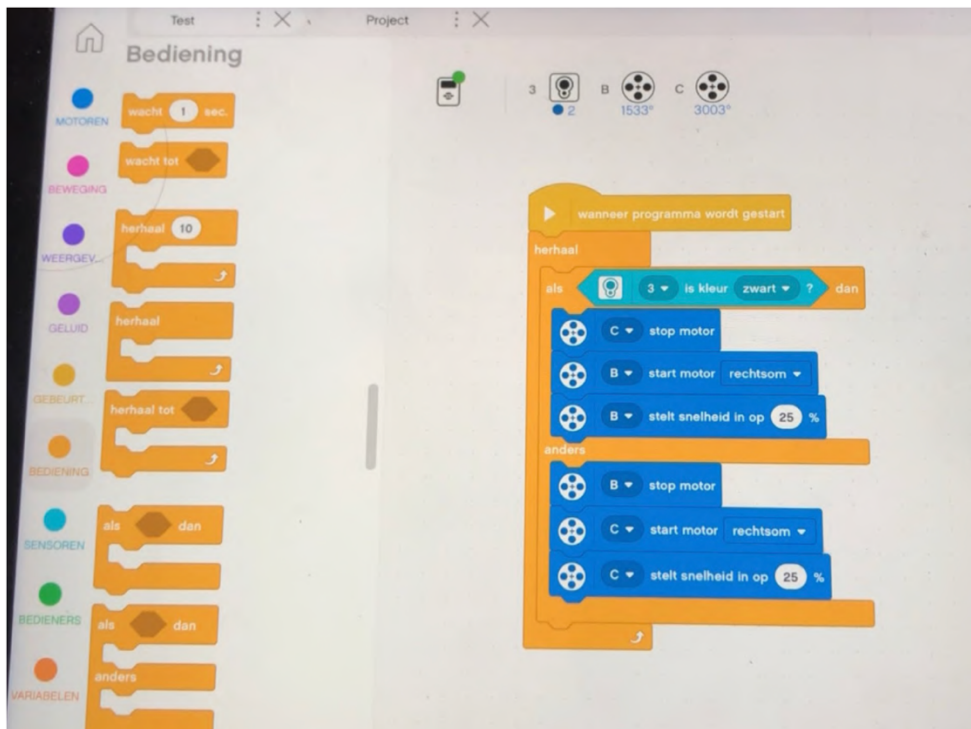 Test
Project
Bediening
MOTOREN
BEWEGING
WEERGEV...
GELUID
GEBEURT...
BEDIENING
SENSOREN
BEDIENERS
VARIABELEN
wacht 1 sec.
wacht tot
herhaal 10
herhaal
herhaal tot
als dan
als dan
anders
3 B C
2 1533° 3003°
wanneer programma wordt gestart
herhaal
als 3 is kleur zwart ? dan
C stop motor
B start motor rechtsom
B stelt snelheid in op 25 %
anders
B stop motor
C start motor rechtsom
C stelt snelheid in op 25 %